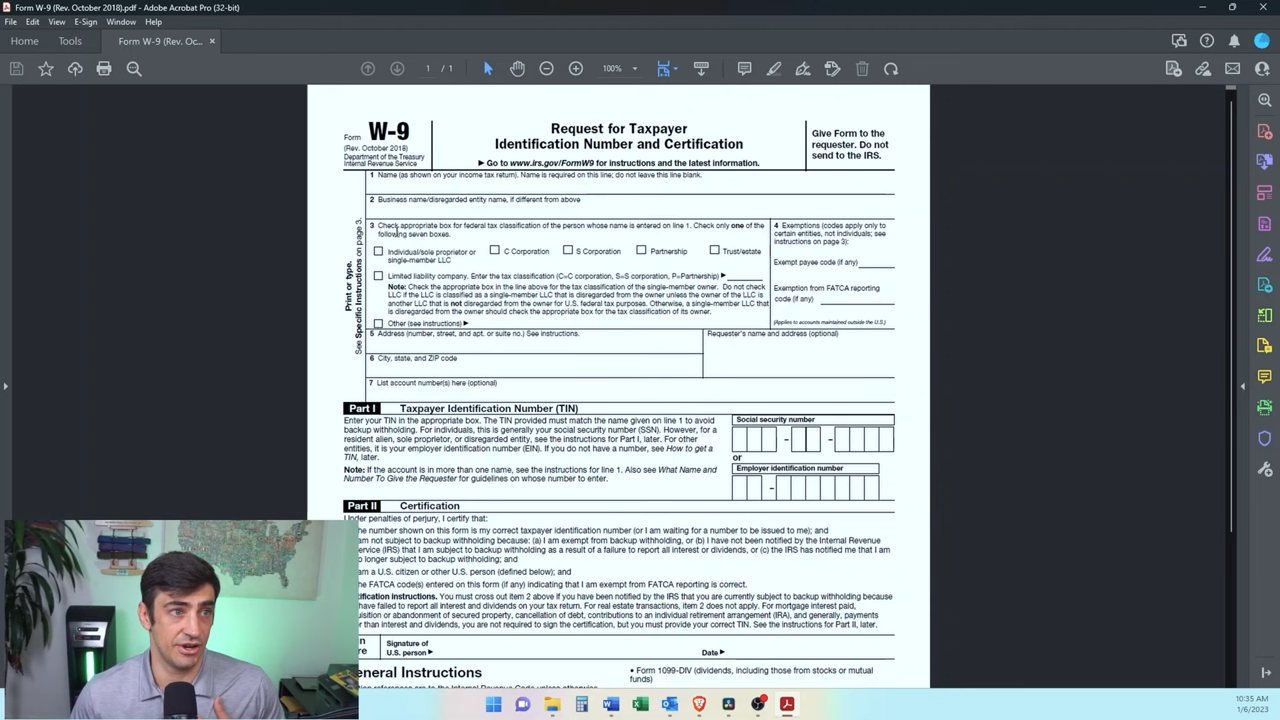 Form W-9 (Rev. October 2018).pdf - Adobe Acrobat Pro (32-bit)
File Edit View E-Sign Window Help
Home Tools Form W-9 (Rev. Oc... ×
1 / 1 100%
Form W-9
(Rev. October 2018)
Department of the Treasury
Internal Revenue Service
Request for Taxpayer
Identification Number and Certification
▶ Go to www.irs.gov/FormW9 for instructions and the latest information.
Give Form to the
requester. Do not
send to the IRS.
Print or type.
See Specific Instructions on page 3.
1 Name (as shown on your income tax return). Name is required on this line; do not leave this line blank.
2 Business name/disregarded entity name, if different from above
3 Check appropriate box for federal tax classification of the person whose name is entered on line 1. Check only one of the
following seven boxes.
Individual/sole proprietor or
single-member LLC
C Corporation
S Corporation
Partnership
Trust/estate
Limited liability company. Enter the tax classification (C=C corporation, S=S corporation, P=Partnership) ▶
Note: Check the appropriate box in the line above for the tax classification of the single-member owner. Do not check
LLC if the LLC is classified as a single-member LLC that is disregarded from the owner unless the owner of the LLC is
another LLC that is not disregarded from the owner for U.S. federal tax purposes. Otherwise, a single-member LLC that
is disregarded from the owner should check the appropriate box for the tax classification of its owner.
Other (see instructions) ▶
4 Exemptions (codes apply only to
certain entities, not individuals; see
instructions on page 3):
Exempt payee code (if any)
Exemption from FATCA reporting
code (if any)
(Applies to accounts maintained outside the U.S.)
5 Address (number, street, and apt. or suite no.) See instructions.
Requester's name and address (optional)
6 City, state, and ZIP code
7 List account number(s) here (optional)
Part I Taxpayer Identification Number (TIN)
Enter your TIN in the appropriate box. The TIN provided must match the name given on line 1 to avoid
backup withholding. For individuals, this is generally your social security number (SSN). However, for a
resident alien, sole proprietor, or disregarded entity, see the instructions for Part I, later. For other
entities, it is your employer identification number (EIN). If you do not have a number, see How to get a
TIN, later.
Note: If the account is in more than one name, see the instructions for line 1. Also see What Name and
Number To Give the Requester for guidelines on whose number to enter.
Social security number
– –
or
Employer identification number
–
Part II Certification
Under penalties of perjury, I certify that:
he number shown on this form is my correct taxpayer identification number (or I am waiting for a number to be issued to me); and
am not subject to backup withholding because: (a) I am exempt from backup withholding, or (b) I have not been notified by the Internal Revenue
ervice (IRS) that I am subject to backup withholding as a result of a failure to report all interest or dividends, or (c) the IRS has notified me that I am
o longer subject to backup withholding; and
am a U.S. citizen or other U.S. person (defined below); and
he FATCA code(s) entered on this form (if any) indicating that I am exempt from FATCA reporting is correct.
tification instructions. You must cross out item 2 above if you have been notified by the IRS that you are currently subject to backup withholding because
have failed to report all interest and dividends on your tax return. For real estate transactions, item 2 does not apply. For mortgage interest paid,
uisition or abandonment of secured property, cancellation of debt, contributions to an individual retirement arrangement (IRA), and generally, payments
er than interest and dividends, you are not required to sign the certification, but you must provide your correct TIN. See the instructions for Part II, later.
n
re
Signature of
U.S. person ▶
Date ▶
eneral Instructions
• Form 1099-DIV (dividends, including those from stocks or mutual
funds)
10:35 AM
1/6/2023